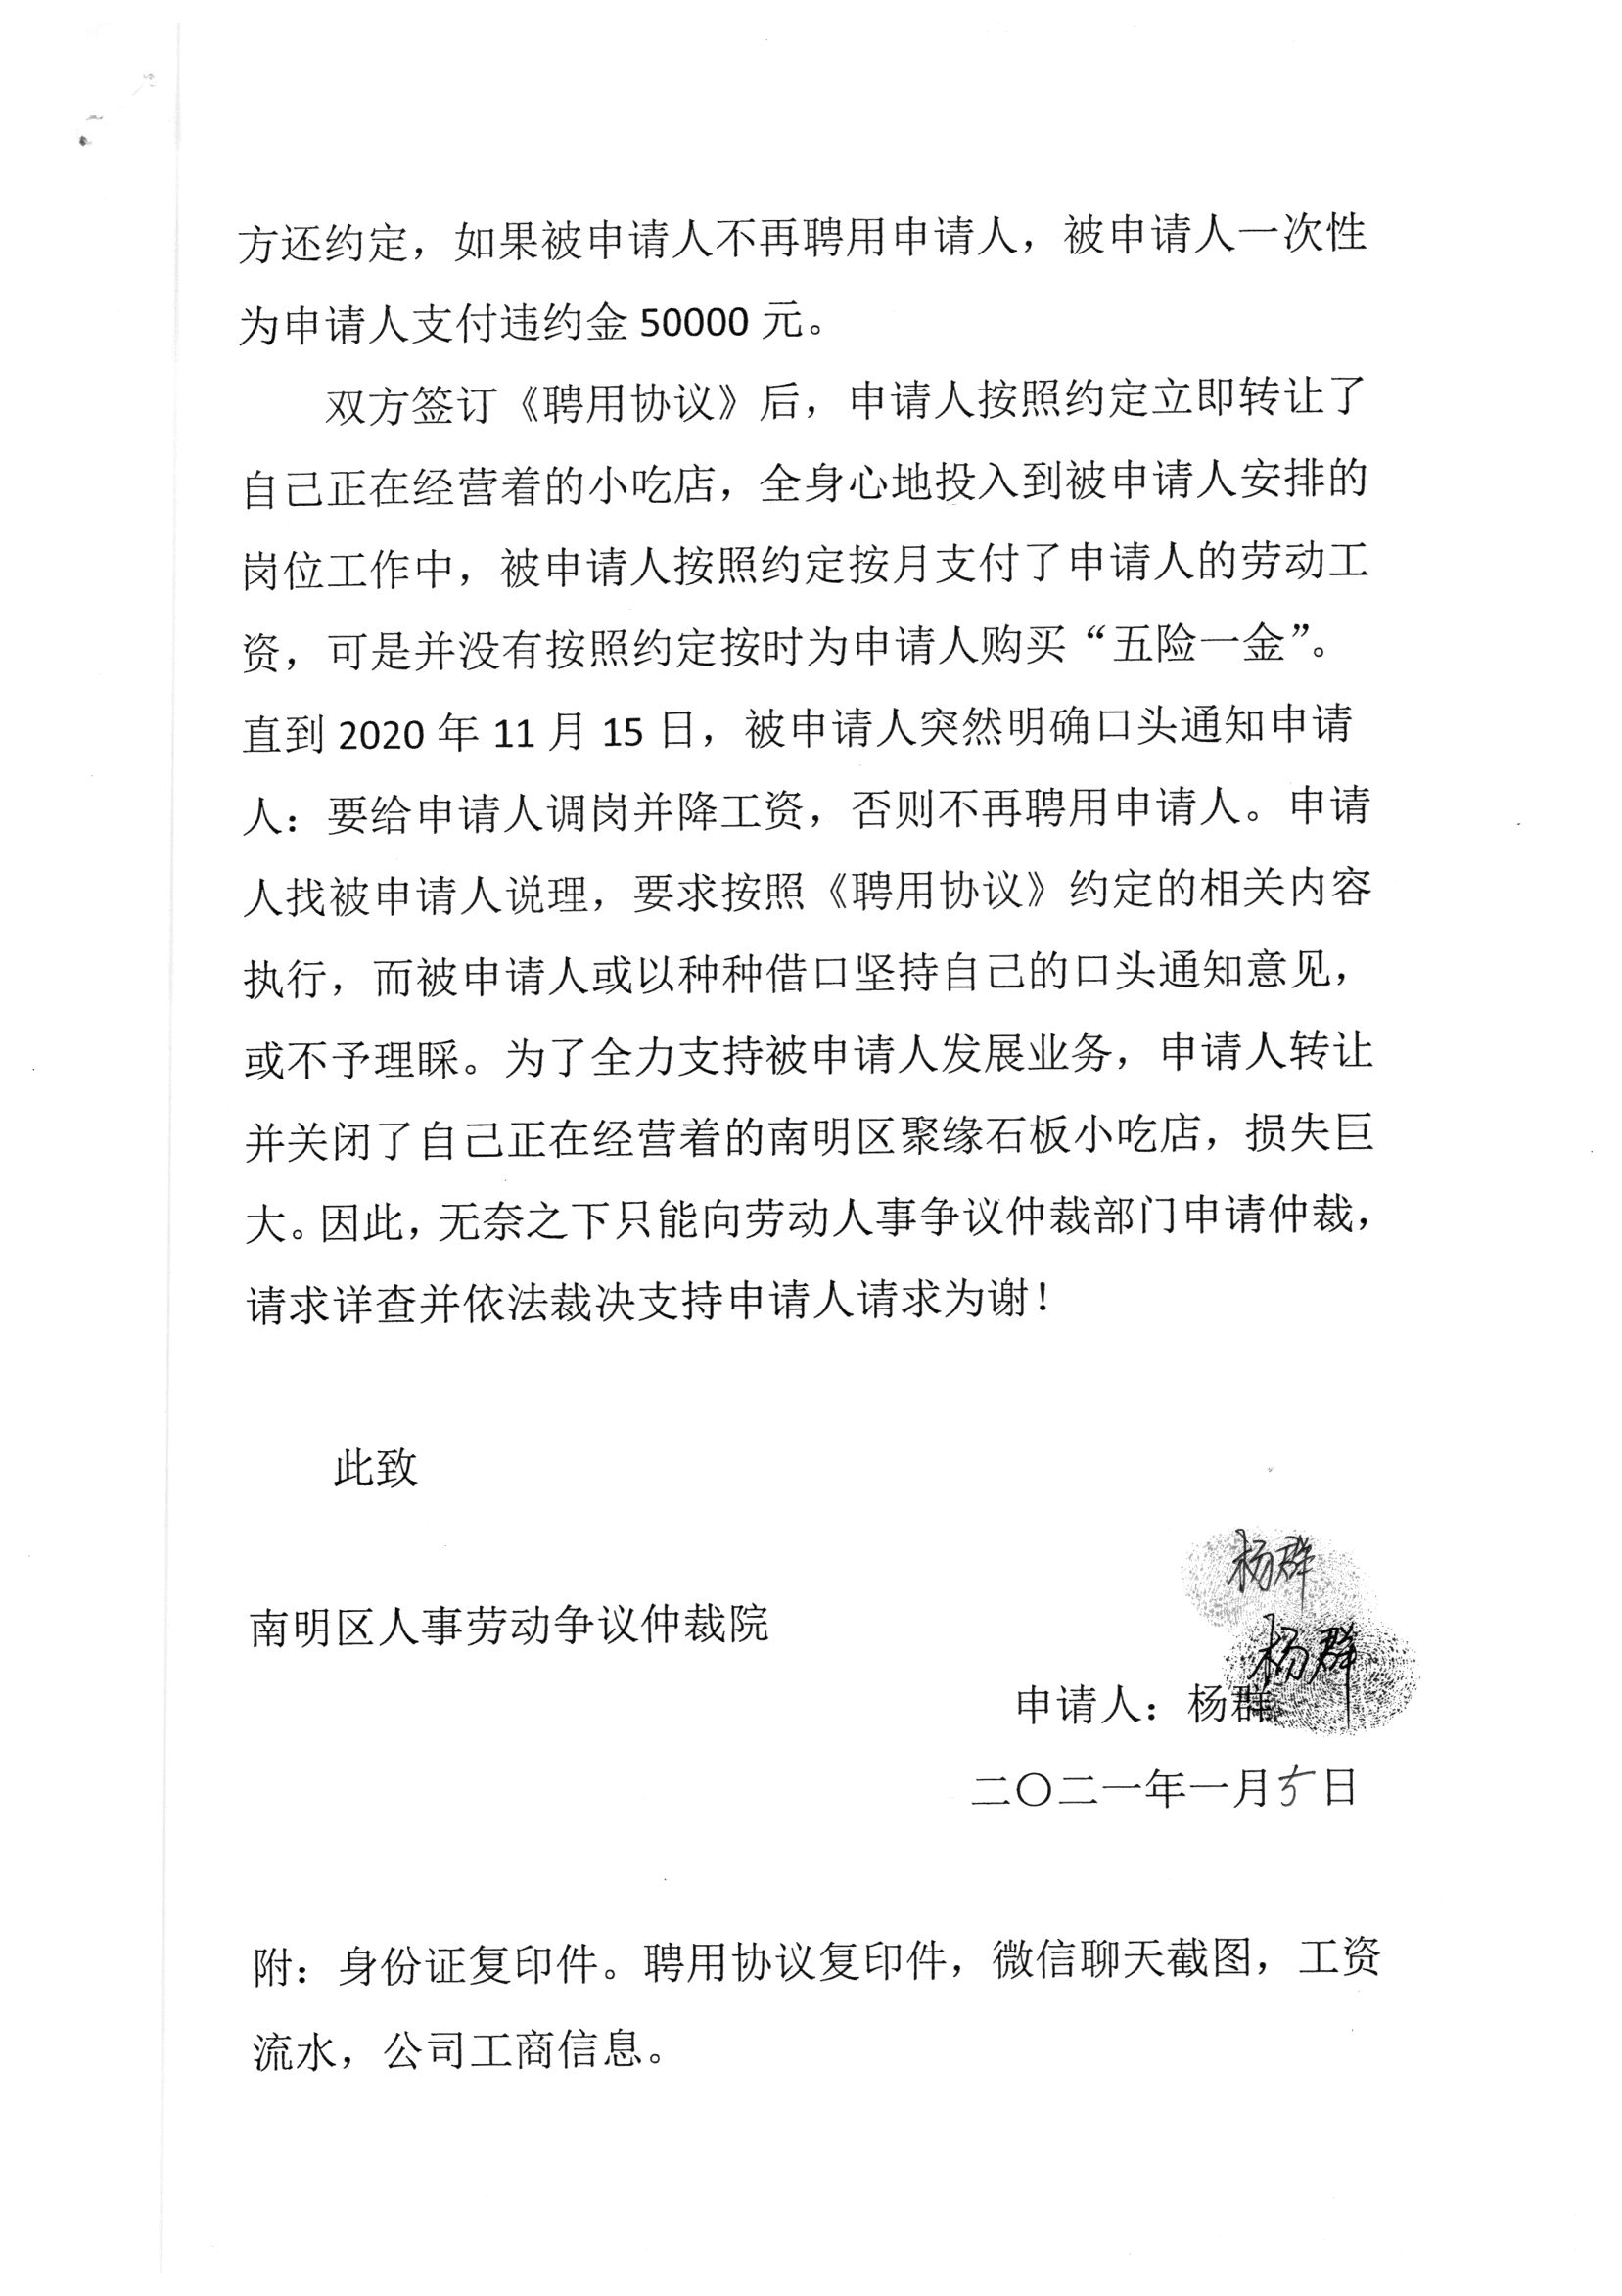 方还约定，如果被申请人不再聘用申请人，被申请人一次性
为申请人支付违约金 50000 元。
双方签订《聘用协议》后，申请人按照约定立即转让了
自己正在经营着的小吃店，全身心地投入到被申请人安排的
岗位工作中，被申请人按照约定按月支付了申请人的劳动工
资，可是并没有按照约定按时为申请人购买“五险一金”。
直到 2020 年 11 月 15 日，被申请人突然明确口头通知申请
人：要给申请人调岗并降工资，否则不再聘用申请人。申请
人找被申请人说理，要求按照《聘用协议》约定的相关内容
执行，而被申请人或以种种借口坚持自己的口头通知意见，
或不予理睬。为了全力支持被申请人发展业务，申请人转让
并关闭了自己正在经营着的南明区聚缘石板小吃店，损失巨
大。因此，无奈之下只能向劳动人事争议仲裁部门申请仲裁，
请求详查并依法裁决支持申请人请求为谢！
此致
杨群
南明区人事劳动争议仲裁院
杨群
申请人：杨群
二〇二一年一月5日
附：身份证复印件。聘用协议复印件，微信聊天截图，工资
流水，公司工商信息。